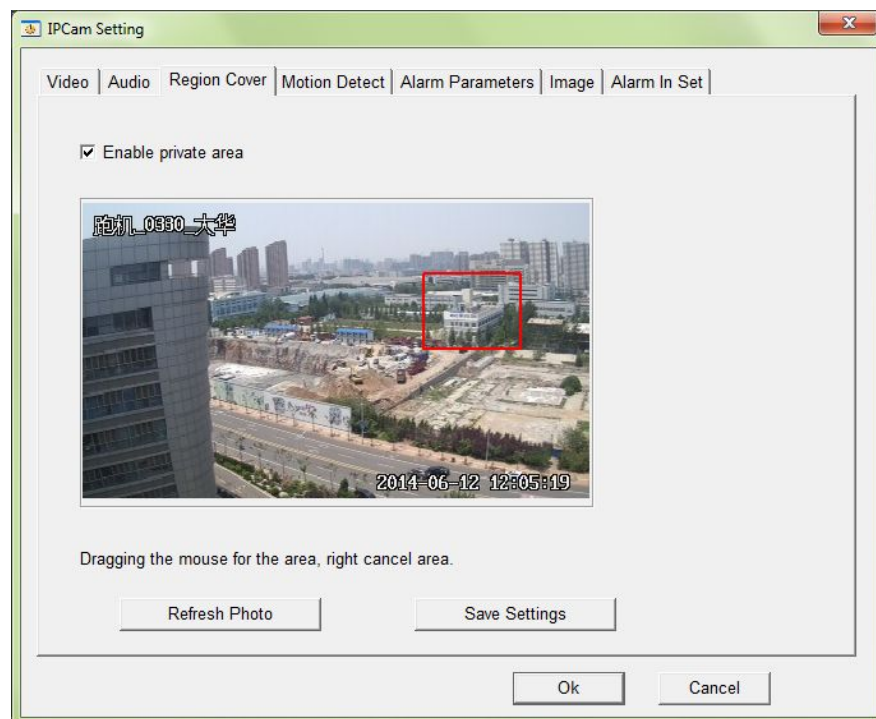 IPCam Setting
Video Audio Region Cover Motion Detect Alarm Parameters Image Alarm In Set
Enable private area
跑机_0330_大华
2014-06-12 12:05:19
Dragging the mouse for the area, right cancel area.
Refresh Photo Save Settings
Ok Cancel